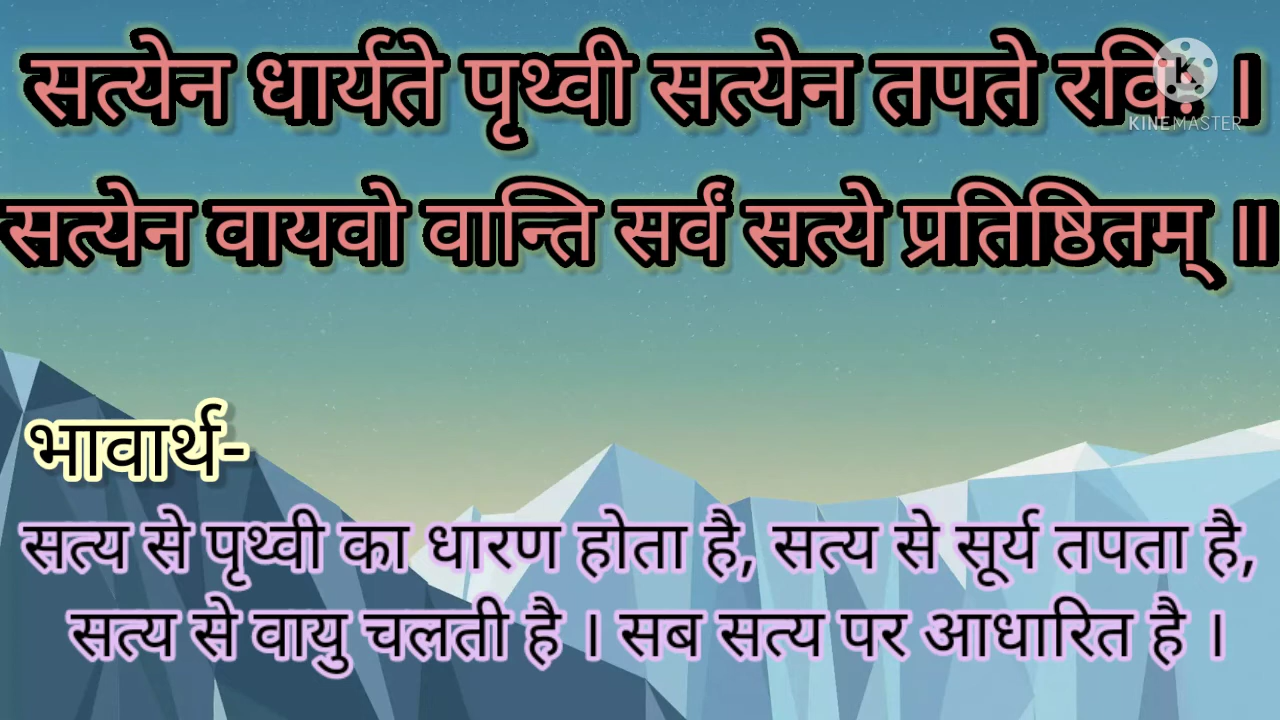 सत्येन धार्यते पृथ्वी सत्येन तपते रविः ।
KINEMASTER
सत्येन वायवो वान्ति सर्वं सत्ये प्रतिष्ठितम् ॥
भावार्थ-
सत्य से पृथ्वी का धारण होता है, सत्य से सूर्य तपता है,
सत्य से वायु चलती है । सब सत्य पर आधारित है ।